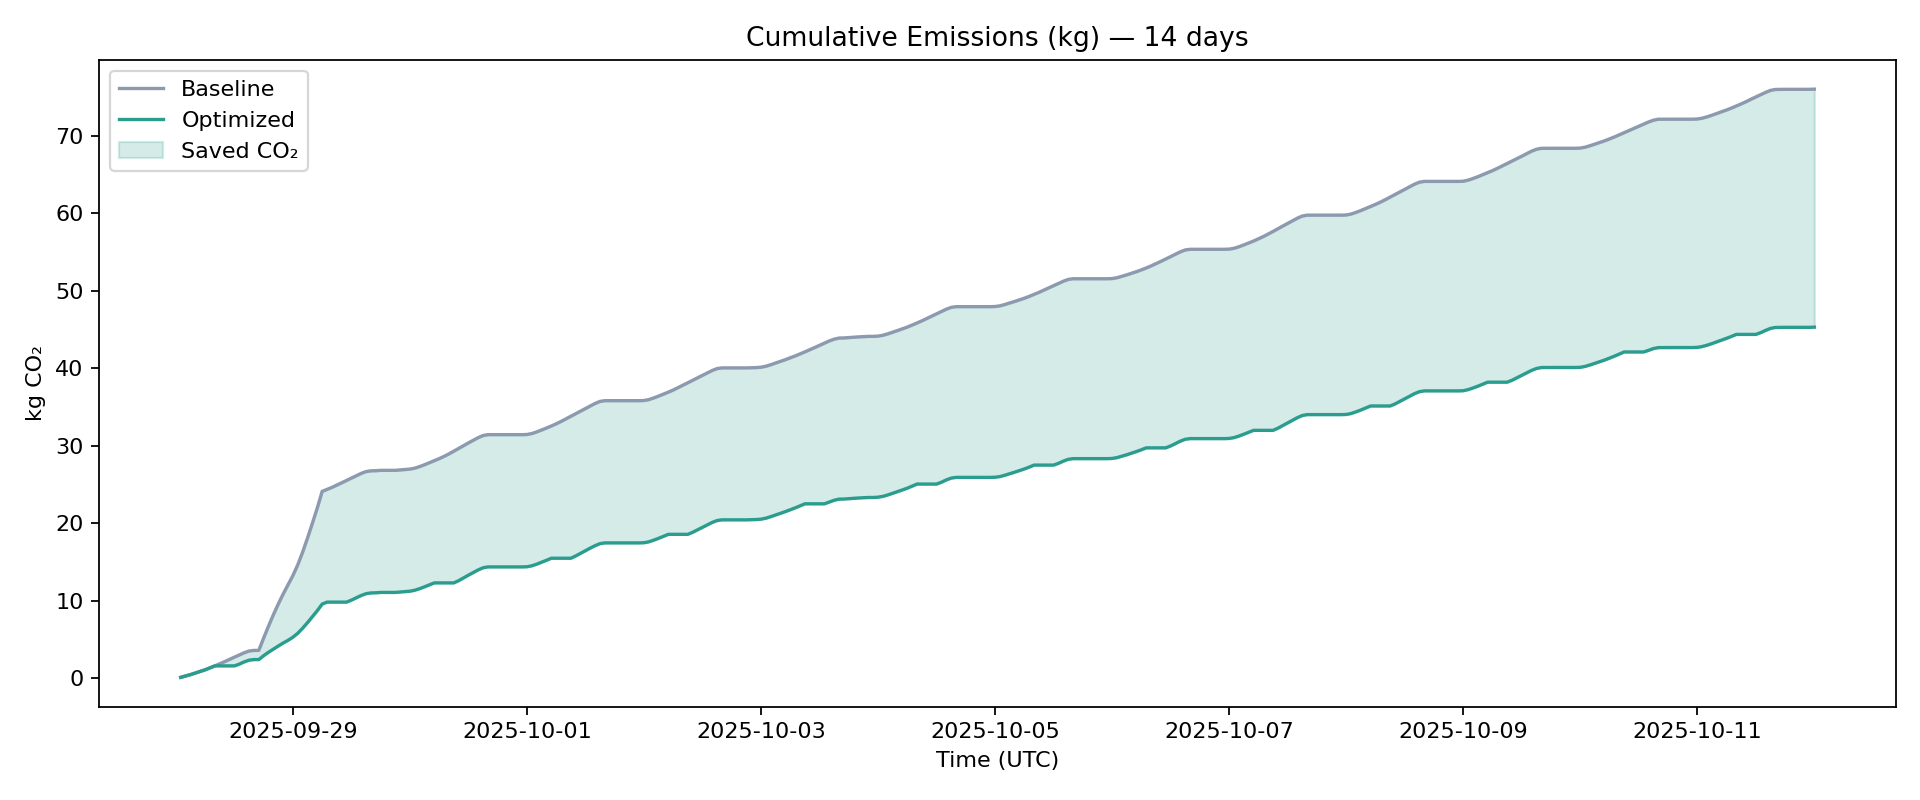 Cumulative Emissions (kg) — 14 days
Baseline
Optimized
Saved CO₂
kg CO₂
70
60
50
40
30
20
10
0
2025-09-29 2025-10-01 2025-10-03 2025-10-05 2025-10-07 2025-10-09 2025-10-11
Time (UTC)